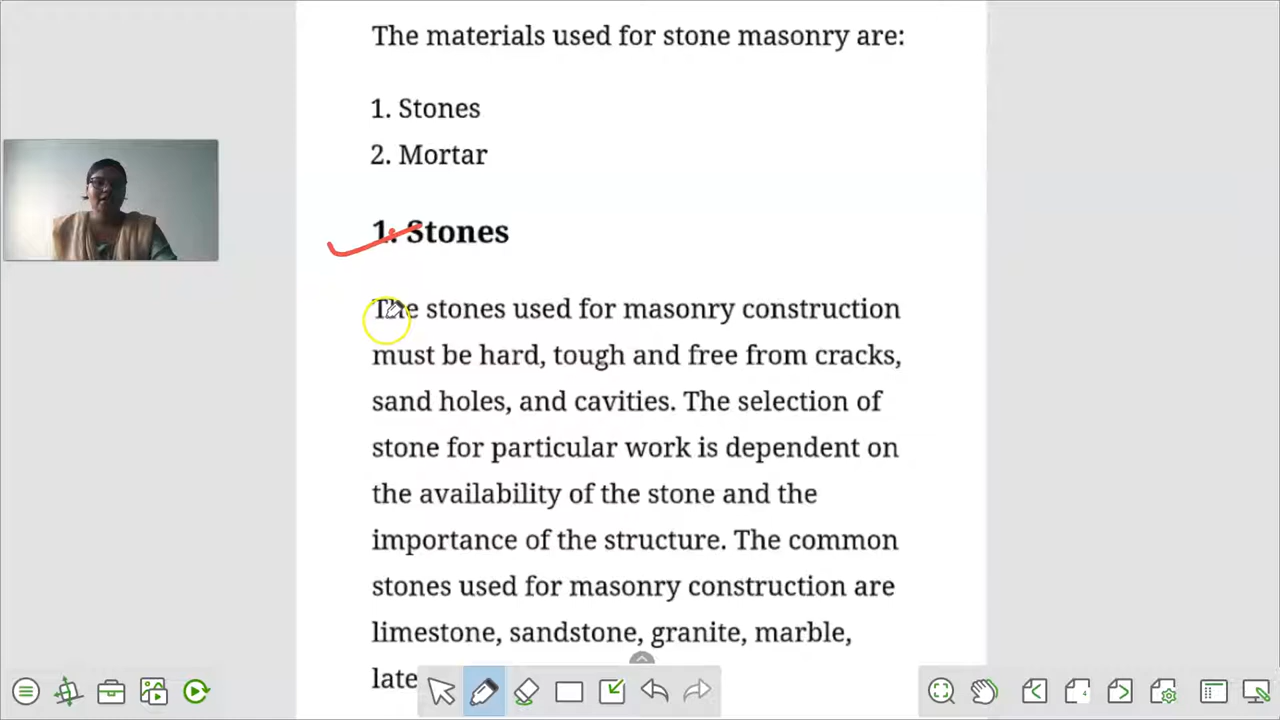 The materials used for stone masonry are:
1. Stones
2. Mortar
1. Stones
The stones used for masonry construction
must be hard, tough and free from cracks,
sand holes, and cavities. The selection of
stone for particular work is dependent on
the availability of the stone and the
importance of the structure. The common
stones used for masonry construction are
limestone, sandstone, granite, marble,